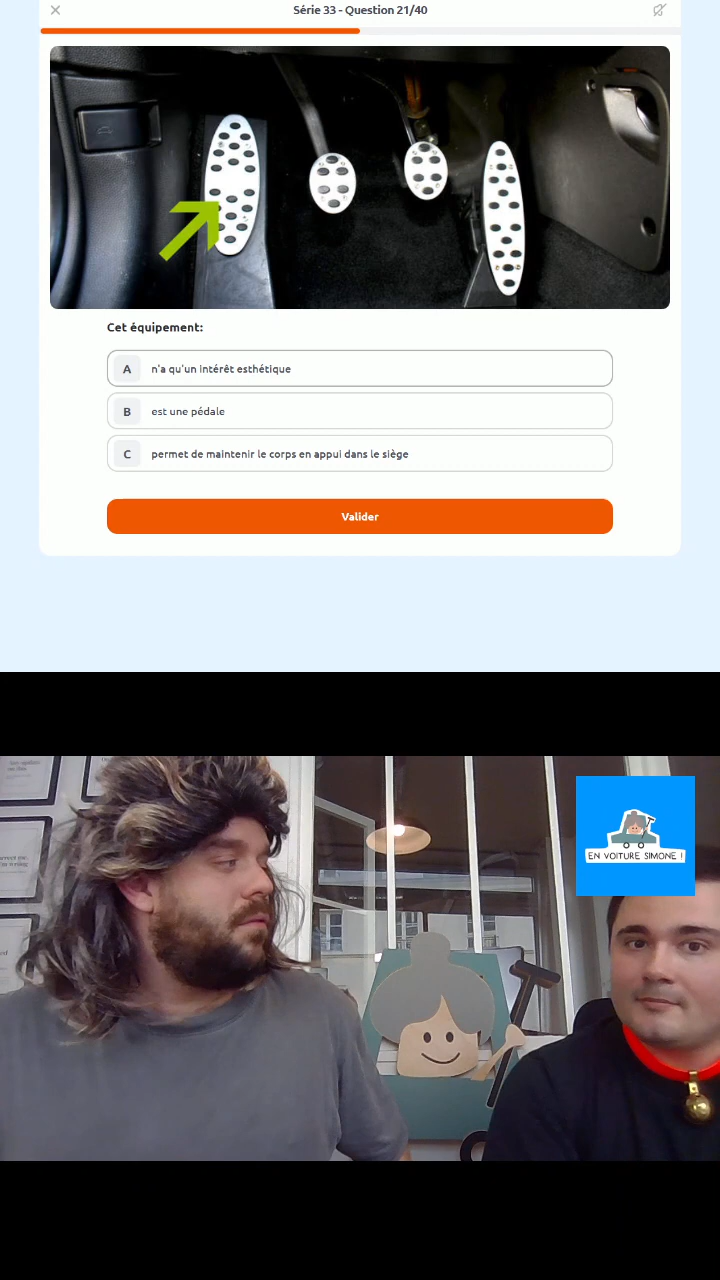 Série 33 - Question 21/40
Cet équipement:
A n'a qu'un intérêt esthétique
B est une pédale
C permet de maintenir le corps en appui dans le siège
Valider
EN VOITURE SIMONE !